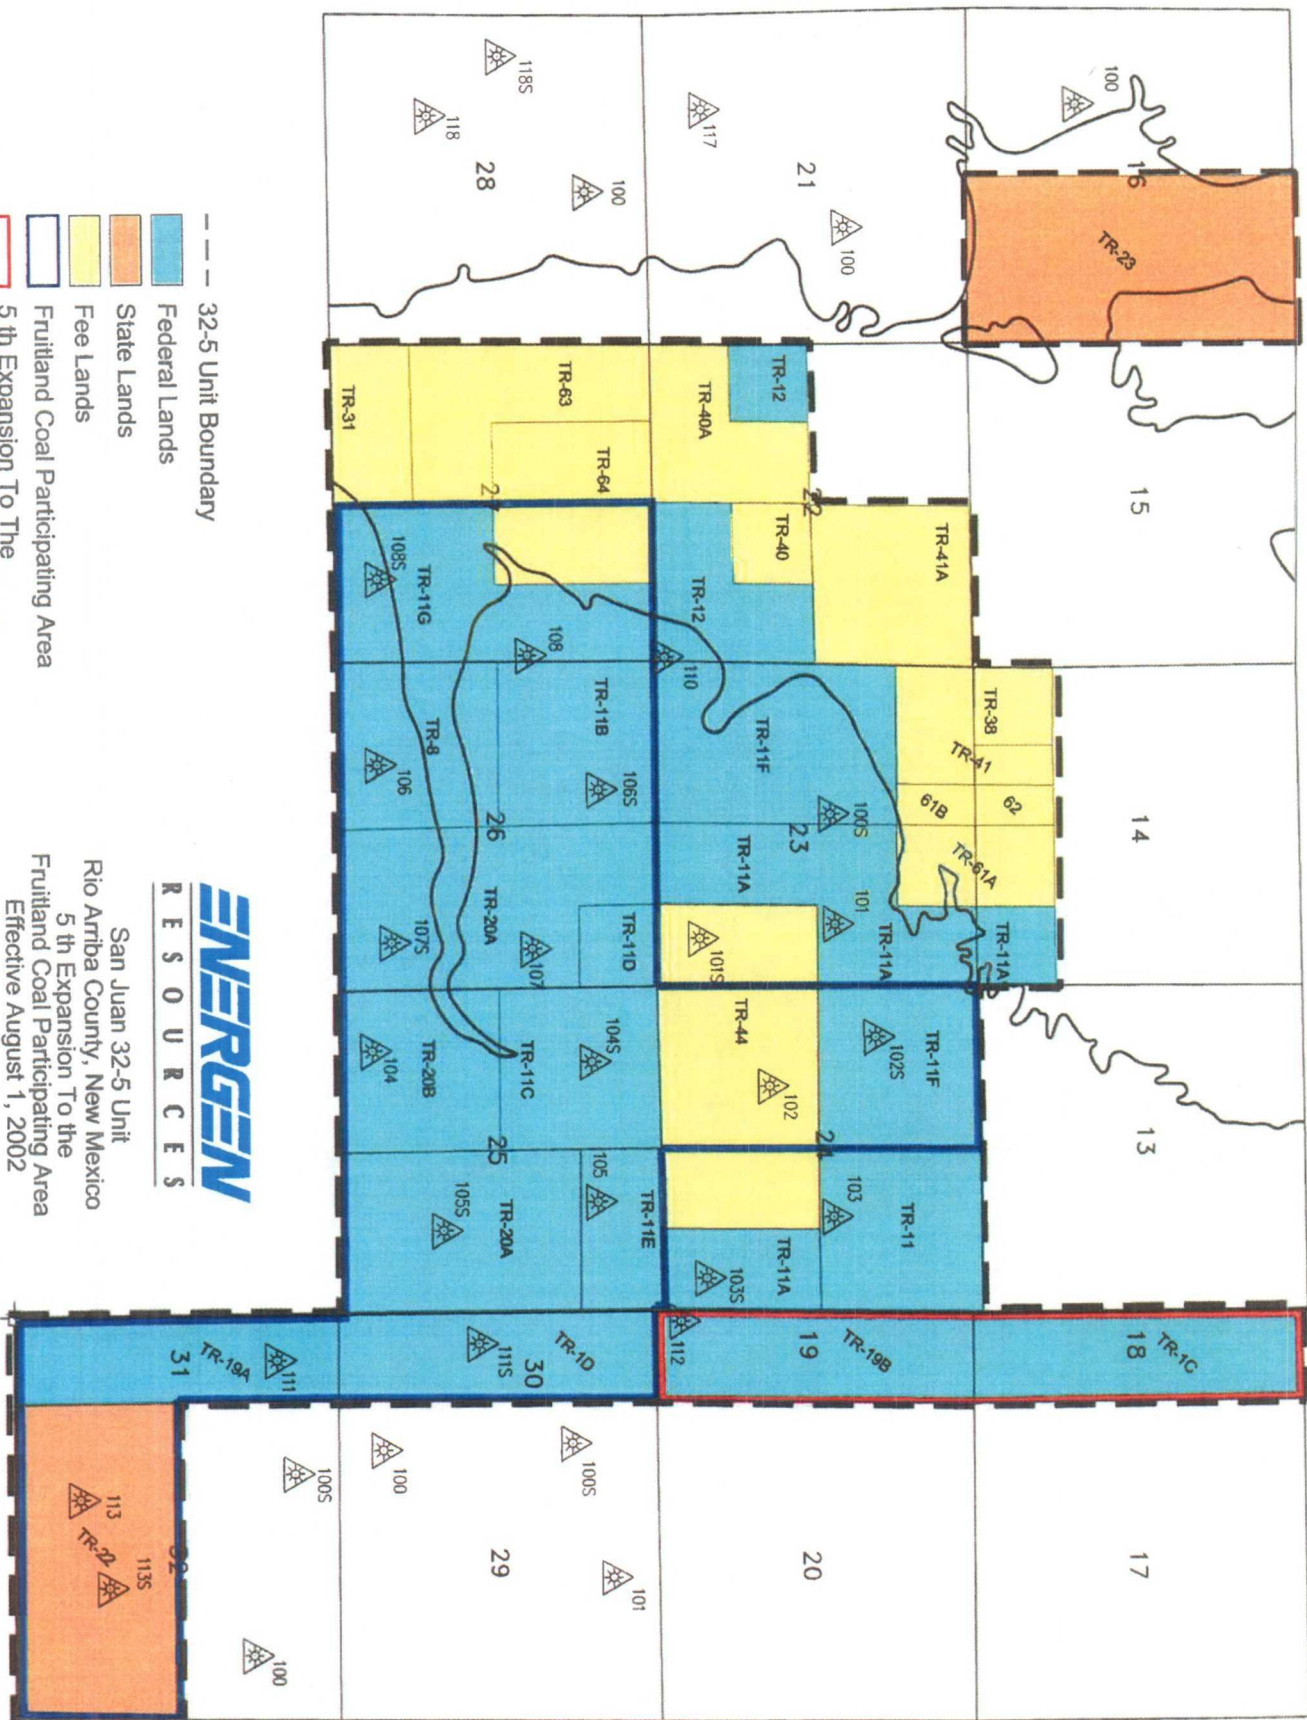 16
100
TR-23
15
14
13
18
TR-1C
17
21
117
100
TR-12
TR-40A
22
TR-41A
TR-40
TR-12
110
TR-38
TR-41
62
61B
TR-61A
TR-11A
TR-11F
100S
23
TR-11A
101
TR-11A
101S
TR-11F
102S
TR-44
102
24
TR-11
103
TR-11A
103S
19
TR-19B
112
20
118S
118
28
100
TR-63
TR-64
TR-31
108S
TR-11G
108
TR-11B
106S
TR-8
106
26
TR-20A
TR-11D
107S
107
TR-11C
104S
TR-20B
104
25
105
TR-11E
TR-20A
105S
TR-1D
30
111S
100S
101
100
29
TR-19A
31
111
100S
113
TR-22
113S
100
32-5 Unit Boundary
Federal Lands
State Lands
Fee Lands
Fruitland Coal Participating Area
5 th Expansion To The
ENERGEN
RESOURCES
San Juan 32-5 Unit
Rio Arriba County, New Mexico
5 th Expansion To the
Fruitland Coal Participating Area
Effective August 1, 2002